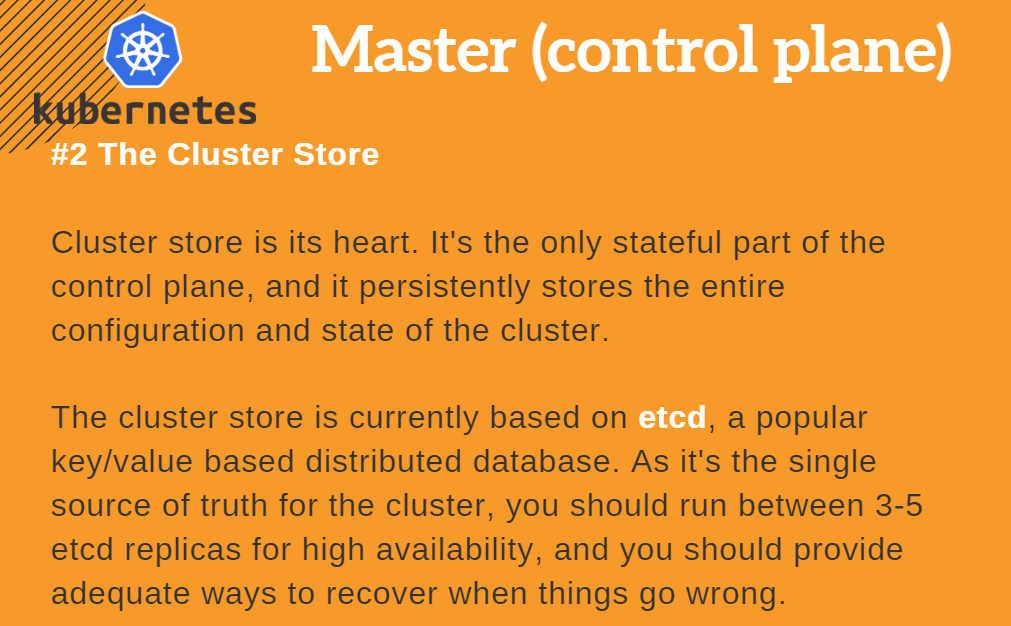 Master (control plane)
kubernetes
#2 The Cluster Store
Cluster store is its heart. It's the only stateful part of the
control plane, and it persistently stores the entire
configuration and state of the cluster.
The cluster store is currently based on etcd, a popular
key/value based distributed database. As it's the single
source of truth for the cluster, you should run between 3-5
etcd replicas for high availability, and you should provide
adequate ways to recover when things go wrong.